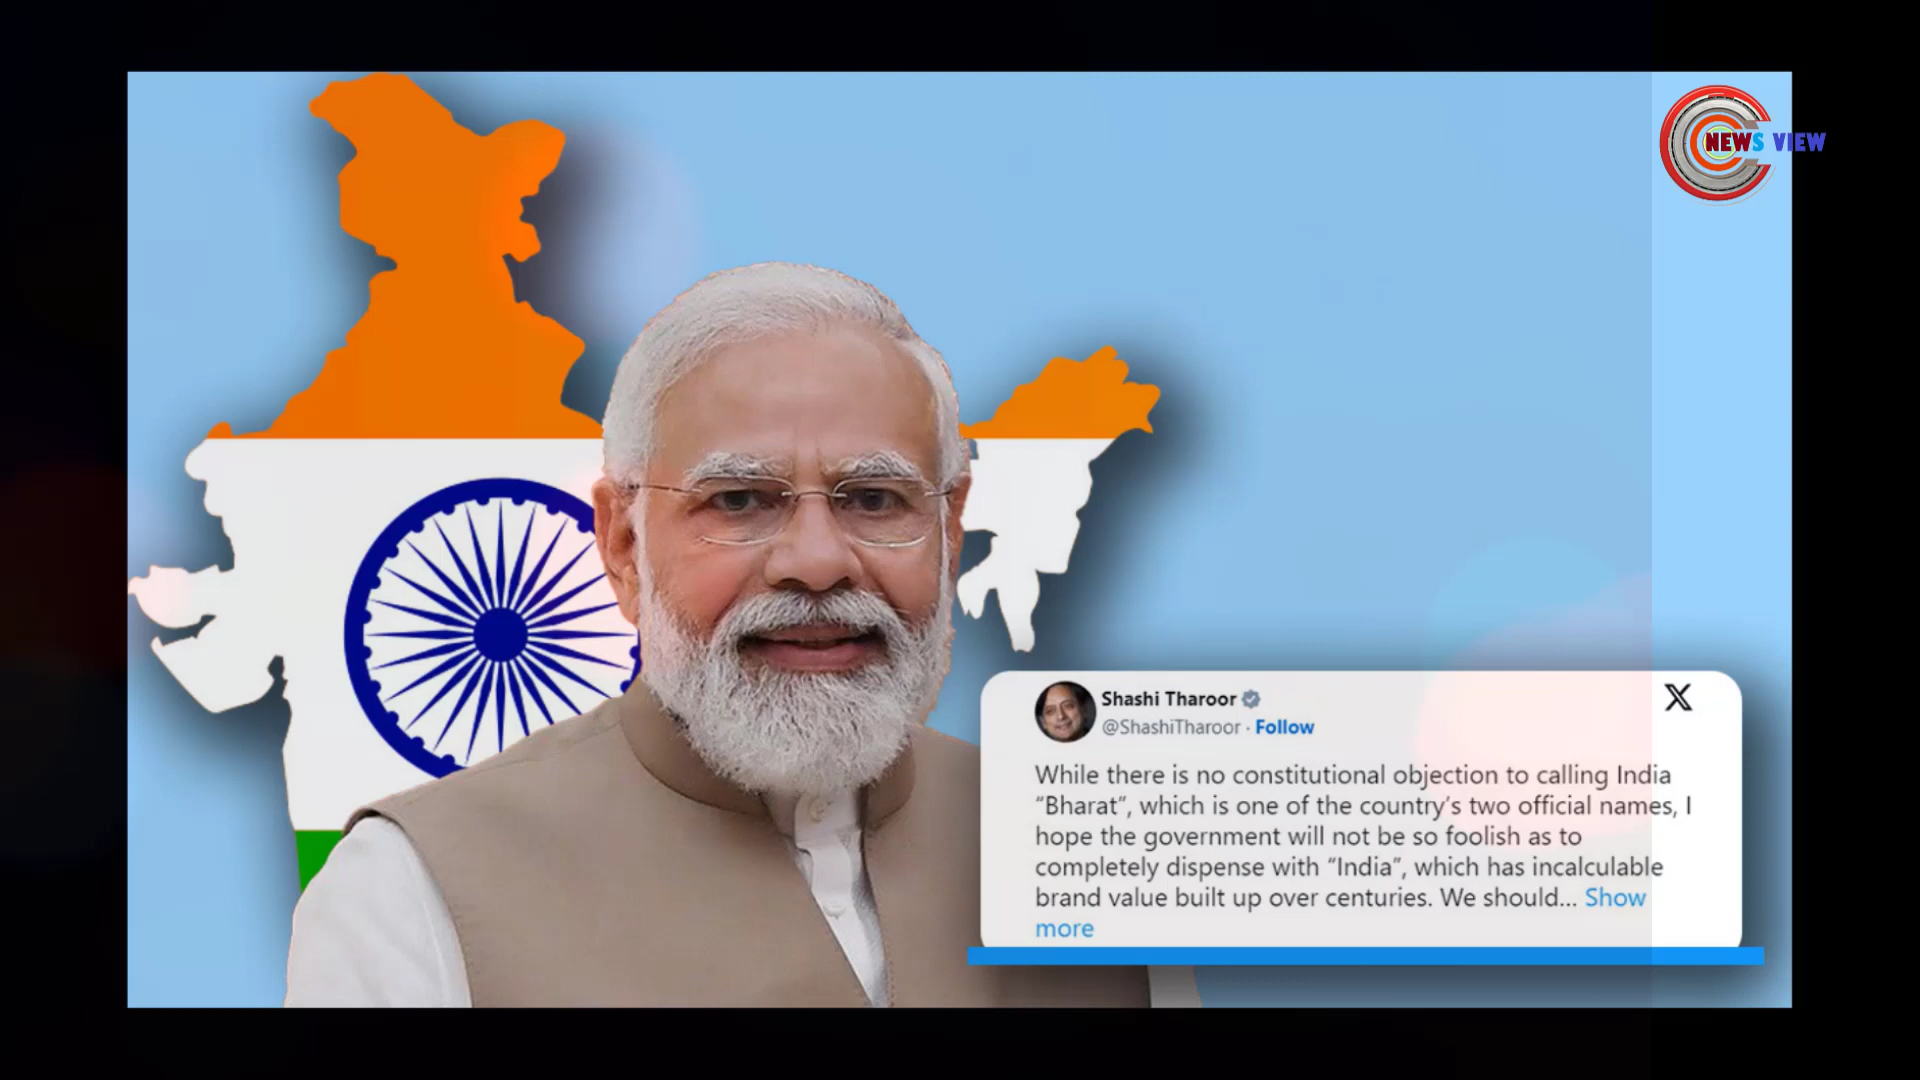 NEWS VIEW
Shashi Tharoor
@ShashiTharoor · Follow
While there is no constitutional objection to calling India
“Bharat”, which is one of the country’s two official names, I
hope the government will not be so foolish as to
completely dispense with “India”, which has incalculable
brand value built up over centuries. We should... Show
more